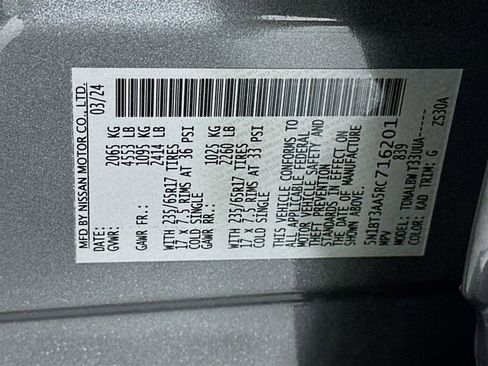 MFD BY NISSAN MOTOR CO., LTD.
03/24
GVWR: 2065 KG
4553 LB
GAWR FR.: 1095 KG
2414 LB
WITH 235/65R17 TIRES
17 X 7.5 RIMS AT 36 PSI
COLD SINGLE
GAWR RR.: 1025 KG
2260 LB
WITH 235/65R17 TIRES
17 X 7.5 RIMS AT 33 PSI
COLD SINGLE
THIS VEHICLE CONFORMS TO
ALL APPLICABLE FEDERAL
MOTOR VEHICLE SAFETY AND
THEFT PREVENTION
STANDARDS IN EFFECT ON
THE DATE OF MANUFACTURE
SHOWN ABOVE.
5N1BT3AA5RC716201
MPV 839
MODEL:
COLOR: KAD TRIM: G ZS30A